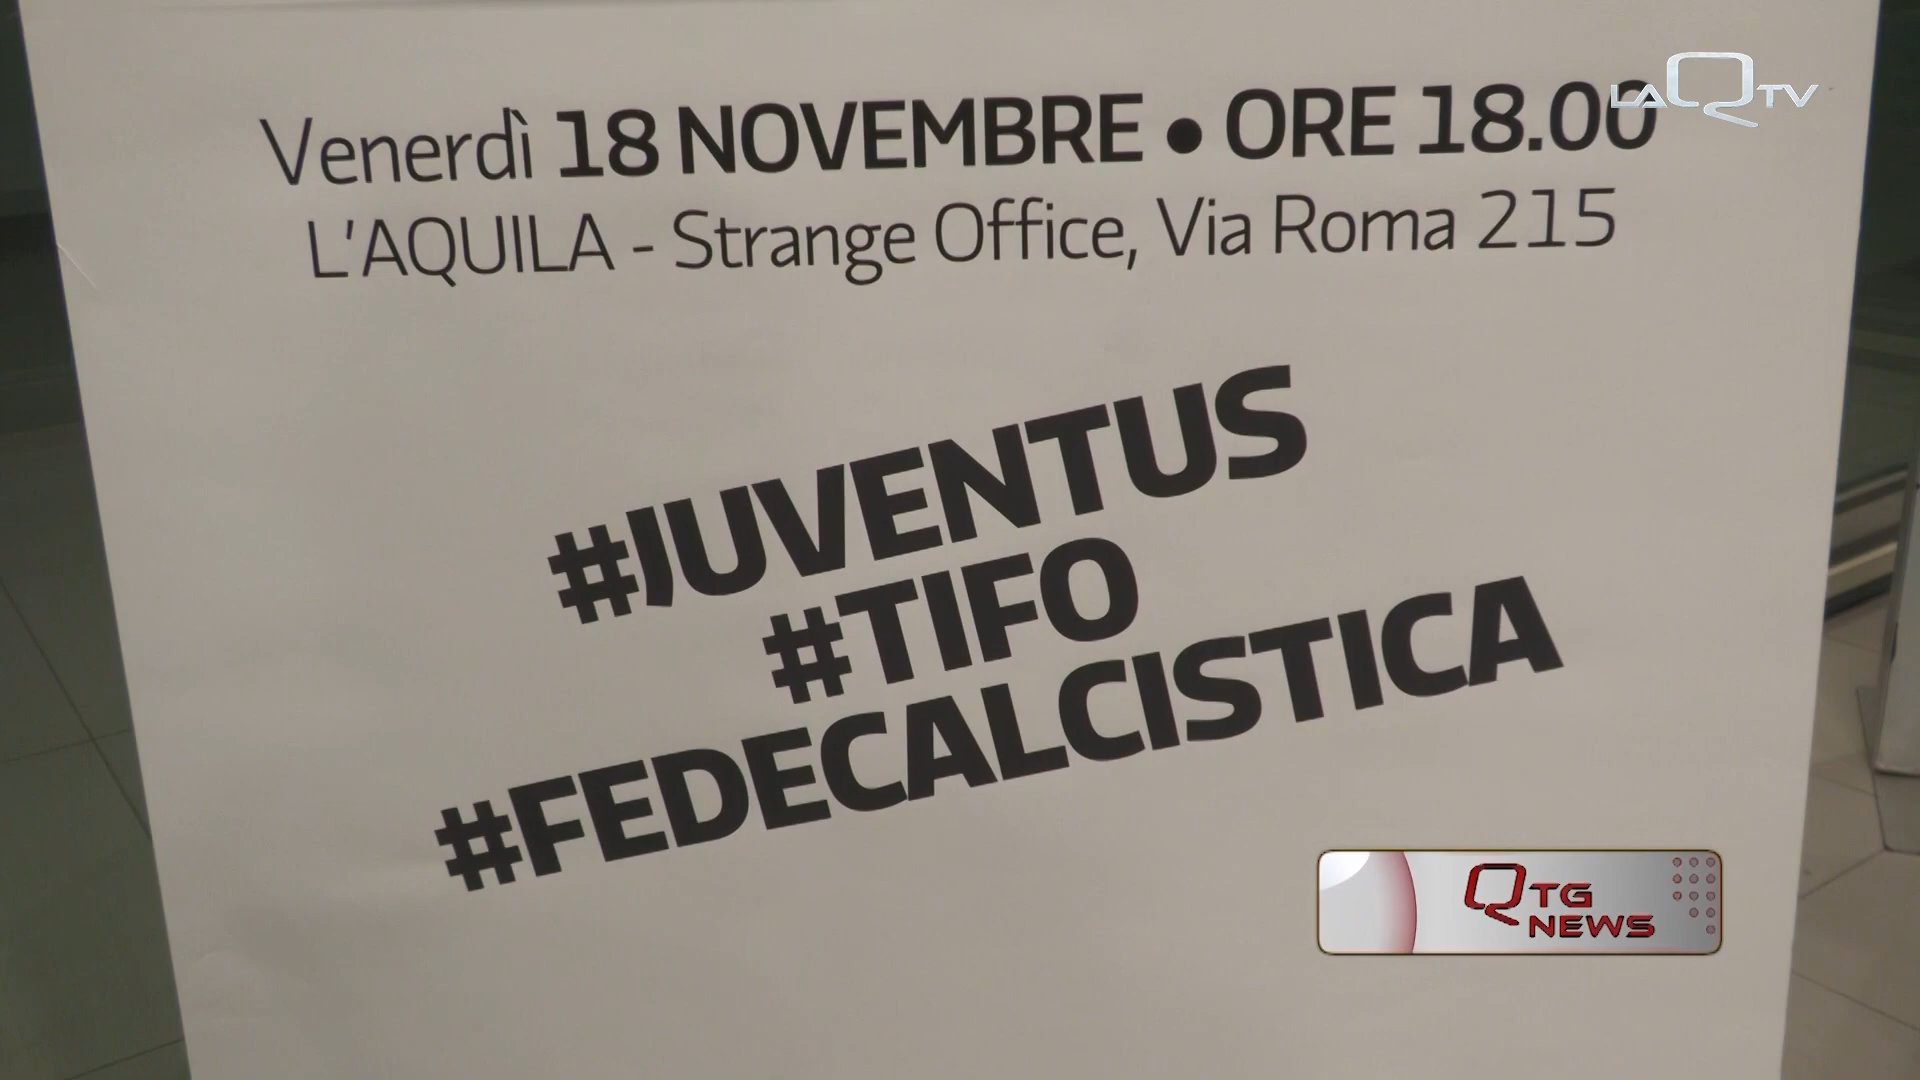 LAQTV
Venerdì 18 NOVEMBRE • ORE 18.00
L'AQUILA - Strange Office, Via Roma 215
#JUVENTUS
#TIFO
#FEDECALCISTICA
QTG
NEWS